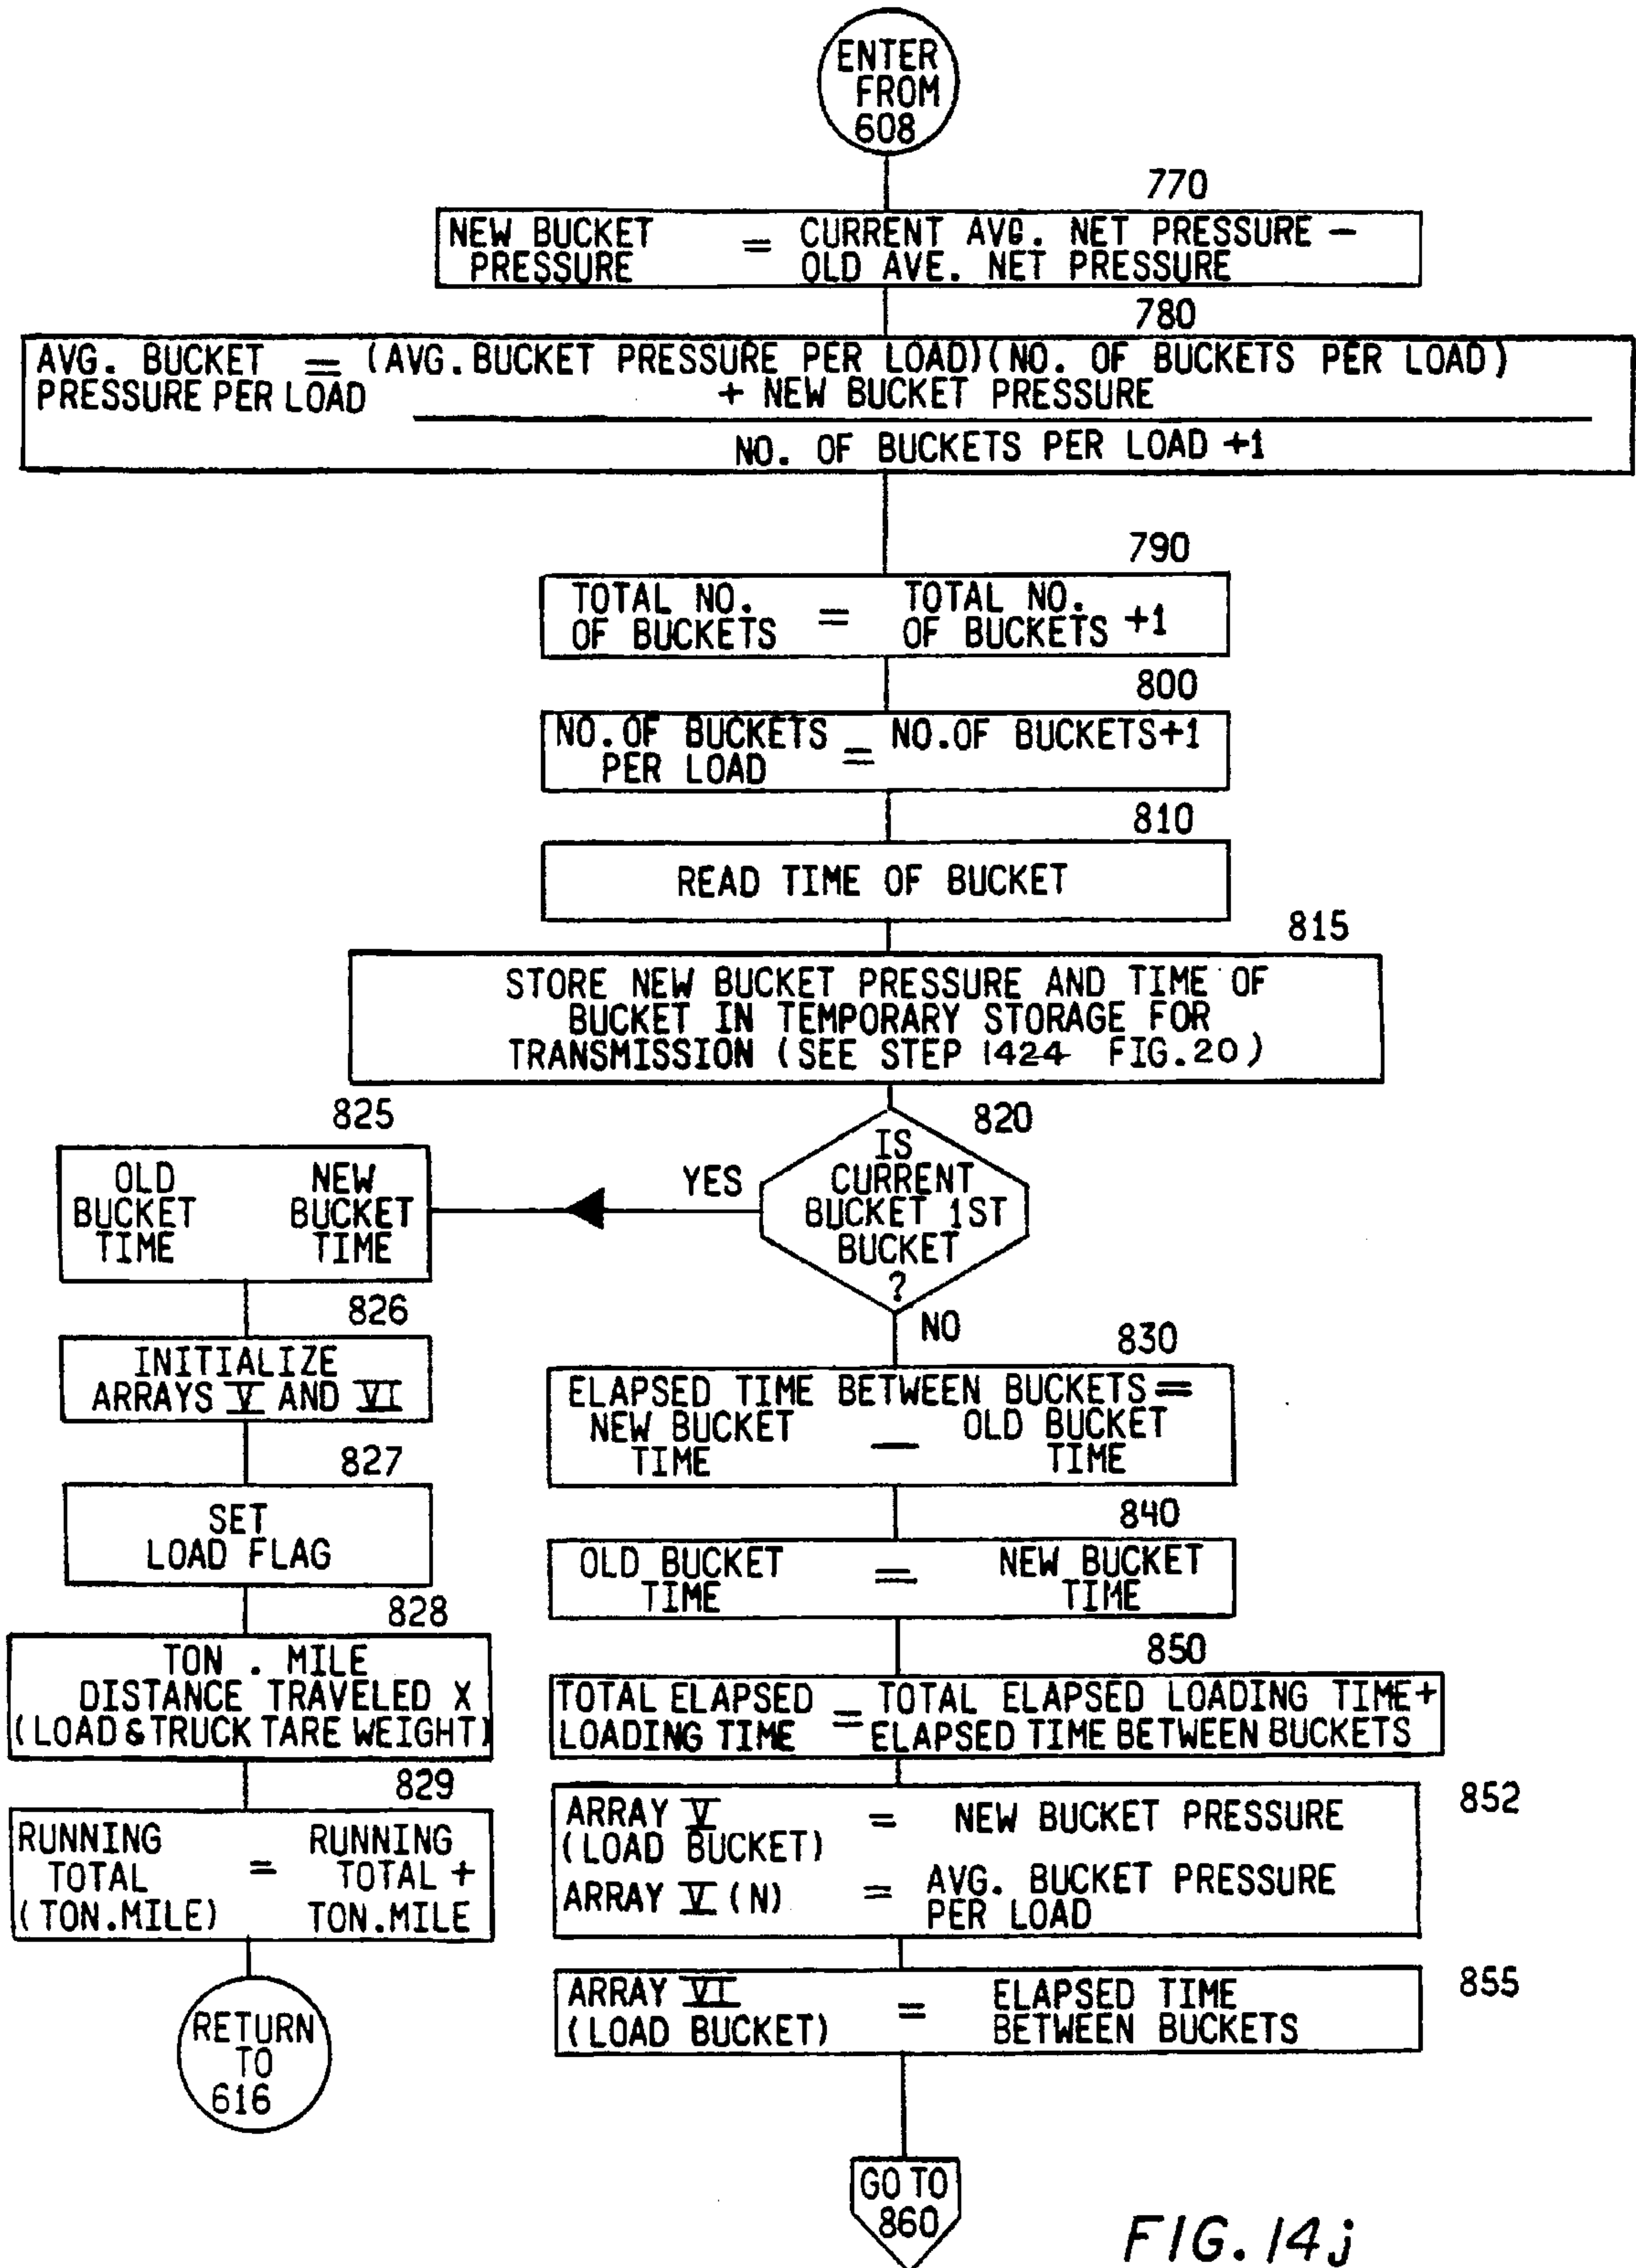 ENTER
FROM
608
770
NEW BUCKET = CURRENT AVG. NET PRESSURE –
PRESSURE OLD AVE. NET PRESSURE
780
AVG. BUCKET = (AVG. BUCKET PRESSURE PER LOAD)(NO. OF BUCKETS PER LOAD)
PRESSURE PER LOAD + NEW BUCKET PRESSURE
NO. OF BUCKETS PER LOAD +1
790
TOTAL NO. = TOTAL NO.
OF BUCKETS OF BUCKETS +1
800
NO. OF BUCKETS = NO. OF BUCKETS+1
PER LOAD
810
READ TIME OF BUCKET
815
STORE NEW BUCKET PRESSURE AND TIME OF
BUCKET IN TEMPORARY STORAGE FOR
TRANSMISSION (SEE STEP 1424 FIG.20)
820
IS
CURRENT
BUCKET 1ST
BUCKET
?
YES
825
OLD NEW
BUCKET BUCKET
TIME TIME
826
INITIALIZE
ARRAYS V AND VI
827
SET
LOAD FLAG
828
TON . MILE
DISTANCE TRAVELED X
(LOAD & TRUCK TARE WEIGHT)
829
RUNNING RUNNING
TOTAL = TOTAL +
(TON.MILE) TON.MILE
RETURN
TO
616
NO
830
ELAPSED TIME BETWEEN BUCKETS =
NEW BUCKET – OLD BUCKET
TIME TIME
840
OLD BUCKET = NEW BUCKET
TIME TIME
850
TOTAL ELAPSED = TOTAL ELAPSED LOADING TIME+
LOADING TIME ELAPSED TIME BETWEEN BUCKETS
852
ARRAY V = NEW BUCKET PRESSURE
(LOAD BUCKET)
ARRAY V (N) = AVG. BUCKET PRESSURE
PER LOAD
855
ARRAY VI = ELAPSED TIME
(LOAD BUCKET) BETWEEN BUCKETS
GO TO
860
FIG. 14j